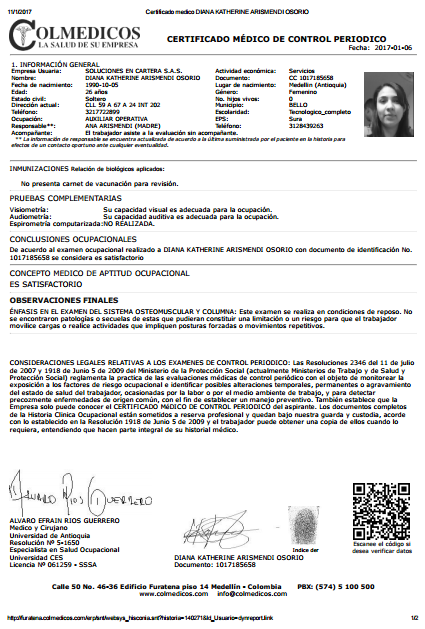 11/1/2017 Certificado medico DIANA KATHERINE ARISMENDI OSORIO
COLMEDICOS
LA SALUD DE SU EMPRESA
CERTIFICADO MÉDICO DE CONTROL PERIODICO
Fecha: 2017-01-06
1. INFORMACIÓN GENERAL
Empresa Usuaria: SOLUCIONES EN CARTERA S.A.S. Actividad económica: Servicios
Nombre: DIANA KATHERINE ARISMENDI OSORIO Documento: CC 1017185658
Fecha de nacimiento: 1990-10-05 Lugar de nacimiento: Medellin (Antioquia)
Edad: 26 años Género: Femenino
Estado civil: Soltero No. hijos vivos: 0
Dirección actual: CLL 59 A 67 A 24 INT 202 Municipio: BELLO
Teléfono: 3217722899 Escolaridad: Tecnologico_completo
Ocupación: AUXILIAR OPERATIVA EPS: Sura
Responsable**: ANA ARISMENDI (MADRE) Teléfono: 3128439263
Acompañante: El trabajador asiste a la evaluación sin acompañante.
** La información de responsable se encuentra actualizada de acuerdo a la última suministrada por el paciente en la historia para
efectos de un contacto oportuno ante cualquier eventualidad.
INMUNIZACIONES Relación de biológicos aplicados:
No presenta carnet de vacunación para revisión.
PRUEBAS COMPLEMENTARIAS
Visiometría: Su capacidad visual es adecuada para la ocupación.
Audiometría: Su capacidad auditiva es adecuada para la ocupación.
Espirometría computarizada: NO REALIZADA.
CONCLUSIONES OCUPACIONALES
De acuerdo al examen ocupacional realizado a DIANA KATHERINE ARISMENDI OSORIO con documento de identificación No.
1017185658 se considera es satisfactorio
CONCEPTO MEDICO DE APTITUD OCUPACIONAL
ES SATISFACTORIO
OBSERVACIONES FINALES
ÉNFASIS EN EL EXAMEN DEL SISTEMA OSTEOMUSCULAR Y COLUMNA: Este examen se realiza en condiciones de reposo. No
se encontraron patologías o secuelas de estas que pudieran constituir una limitación o un riesgo para que el trabajador
movilice cargas o realice actividades que impliquen posturas forzadas o movimientos repetitivos.
CONSIDERACIONES LEGALES RELATIVAS A LOS EXAMENES DE CONTROL PERIODICO: Las Resoluciones 2346 del 11 de julio
de 2007 y 1918 de Junio 5 de 2009 del Ministerio de la Protección Social (actualmente Ministerios de Trabajo y de Salud y
Protección Social) reglamenta la practica de las evaluaciones médicas de control periódico con el objeto de monitorear la
exposición a los factores de riesgo ocupacional e identificar posibles alteraciones temporales, permanentes o agravamiento
del estado de salud del trabajador, ocasionadas por la labor o por el medio ambiente de trabajo, y para detectar
precozmente enfermedades de origen común, con el fin de establecer un manejo preventivo. También establece que la
Empresa solo puede conocer el CERTIFICADO MÉDICO DE CONTROL PERIODICO del aspirante. Los documentos completos
de la Historia Clínica Ocupacional están sometidos a reserva profesional y quedan bajo nuestra guarda y custodia, acorde
con lo establecido en la Resolución 1918 de Junio 5 de 2009 y el trabajador puede obtener una copia de ellos cuando lo
requiera, entendiendo que hacen parte integral de su historial médico.
ALVARO RIOS GUERRERO
ALVARO EFRAIN RIOS GUERRERO
Médico y Cirujano
Universidad de Antioquia
Resolución Nº 5-1650
Especialista en Salud Ocupacional
Universidad CES
Licencia Nº 061259 - SSSA
DIANA KATHERINE ARISMENDI OSORIO
Documento: 1017185658
Indice der
Escanee el código si
desea verificar datos
Calle 50 No. 46-36 Edificio Furatena piso 14 Medellín - Colombia PBX: (574) 5 100 500
www.colmedicos.com info@colmedicos.com
http://furatena.colmedicos.com/erp/snt/websys_hisconia.snt?historia=140271&Id_Usuario=dynreport.link 1/2